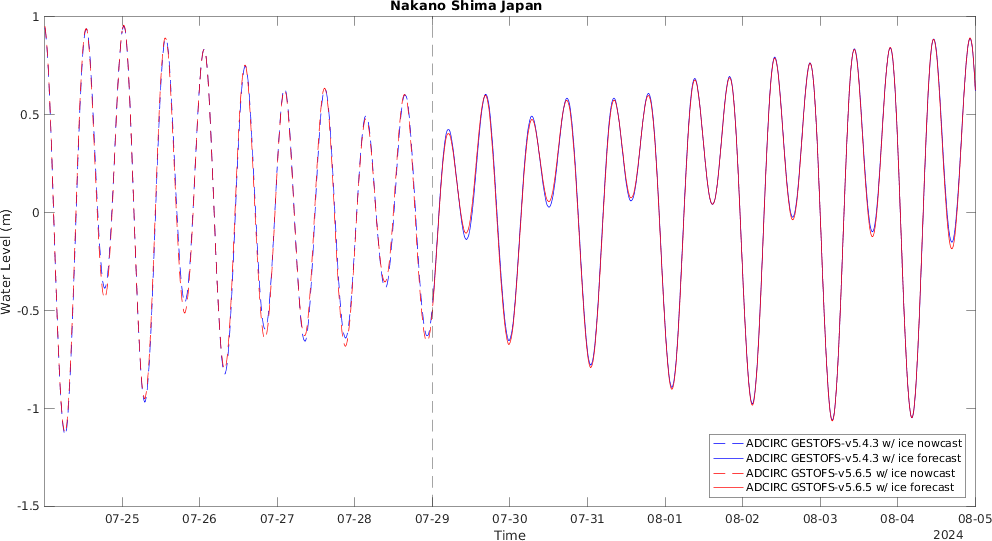 Nakano Shima Japan
Water Level (m)
1
0.5
0
-0.5
-1
-1.5
07-25 07-26 07-27 07-28 07-29 07-30 07-31 08-01 08-02 08-03 08-04 08-05
Time
2024
ADCIRC GESTOFS-v5.4.3 w/ ice nowcast
ADCIRC GESTOFS-v5.4.3 w/ ice forecast
ADCIRC GSTOFS-v5.6.5 w/ ice nowcast
ADCIRC GSTOFS-v5.6.5 w/ ice forecast